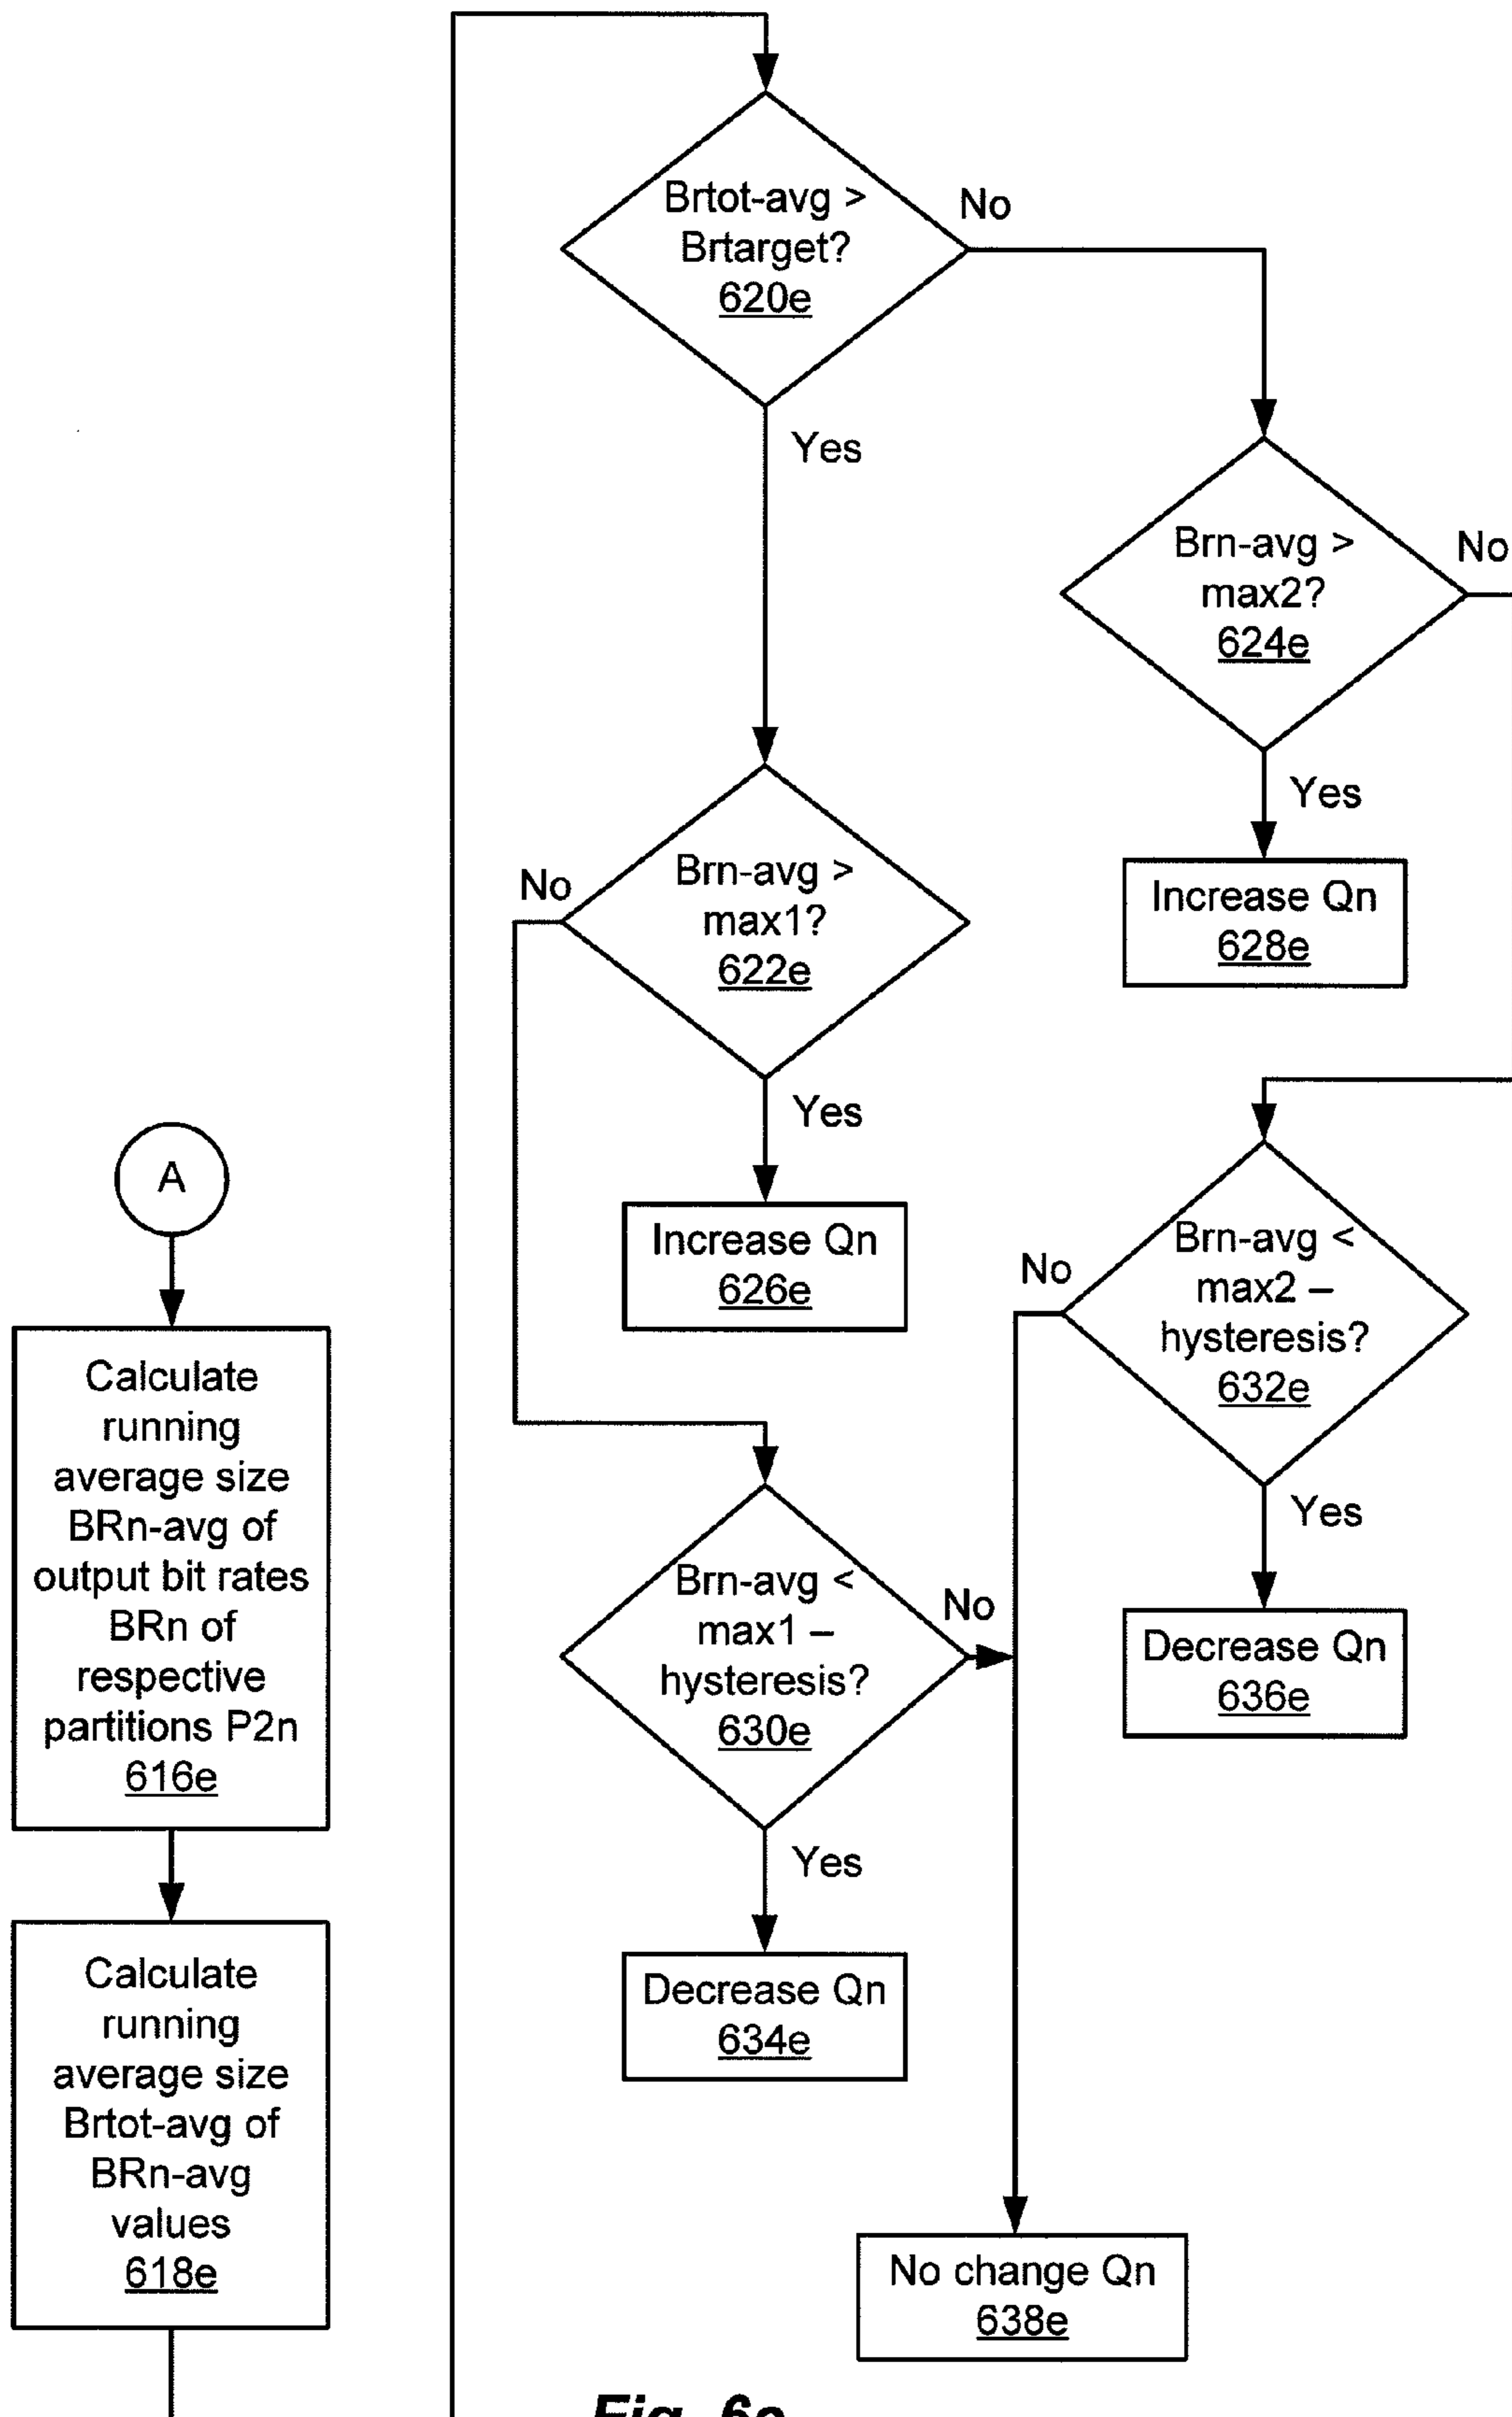 A
Calculate
running
average size
BRn-avg of
output bit rates
BRn of
respective
partitions P2n
616e
Calculate
running
average size
Brtot-avg of
BRn-avg
values
618e
Brtot-avg >
Brtarget?
620e
No
Yes
Brn-avg >
max2?
624e
No
Yes
Increase Qn
628e
Brn-avg >
max1?
622e
No
Yes
Increase Qn
626e
Brn-avg <
max2 –
hysteresis?
632e
No
Yes
Decrease Qn
636e
Brn-avg <
max1 –
hysteresis?
630e
No
Yes
Decrease Qn
634e
No change Qn
638e